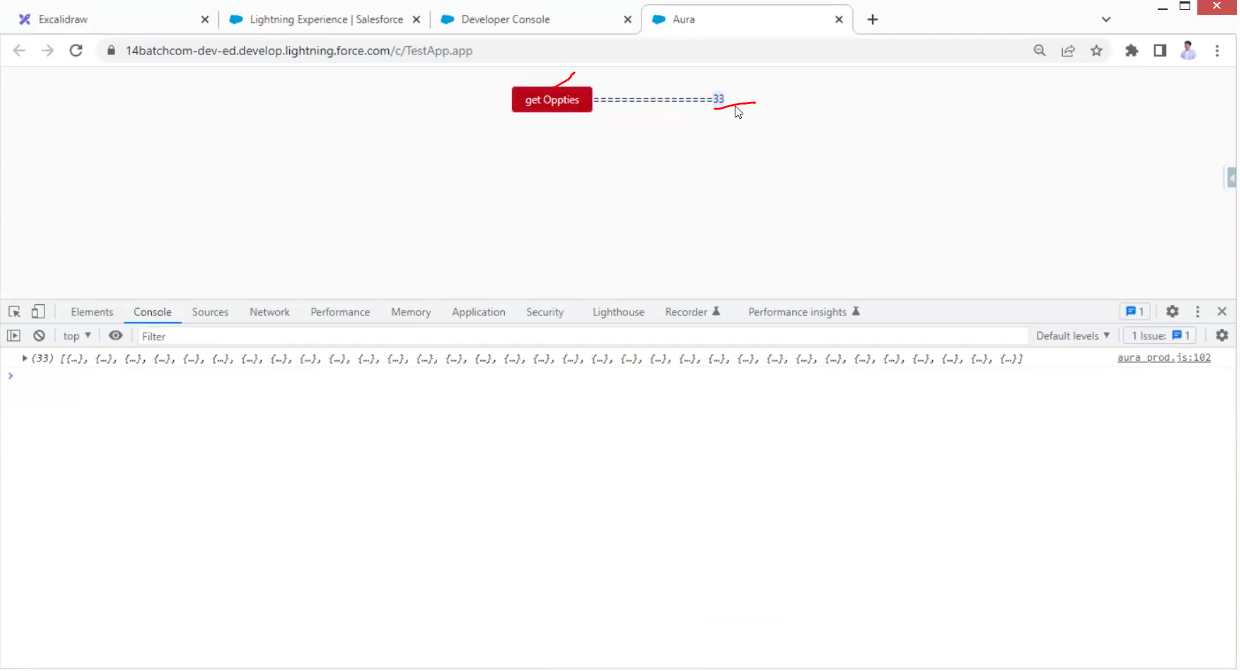 Excalidraw
Lightning Experience | Salesforce
Developer Console
Aura
14batchcom-dev-ed.develop.lightning.force.com/c/TestApp.app
get Oppties =================33
Elements Console Sources Network Performance Memory Application Security Lighthouse Recorder Performance insights 1
top Filter Default levels 1 Issue: 1
(33) [{…}, {…}, {…}, {…}, {…}, {…}, {…}, {…}, {…}, {…}, {…}, {…}, {…}, {…}, {…}, {…}, {…}, {…}, {…}, {…}, {…}, {…}, {…}, {…}, {…}, {…}, {…}, {…}, {…}, {…}, {…}, {…}, {…}] aura_prod.js:102